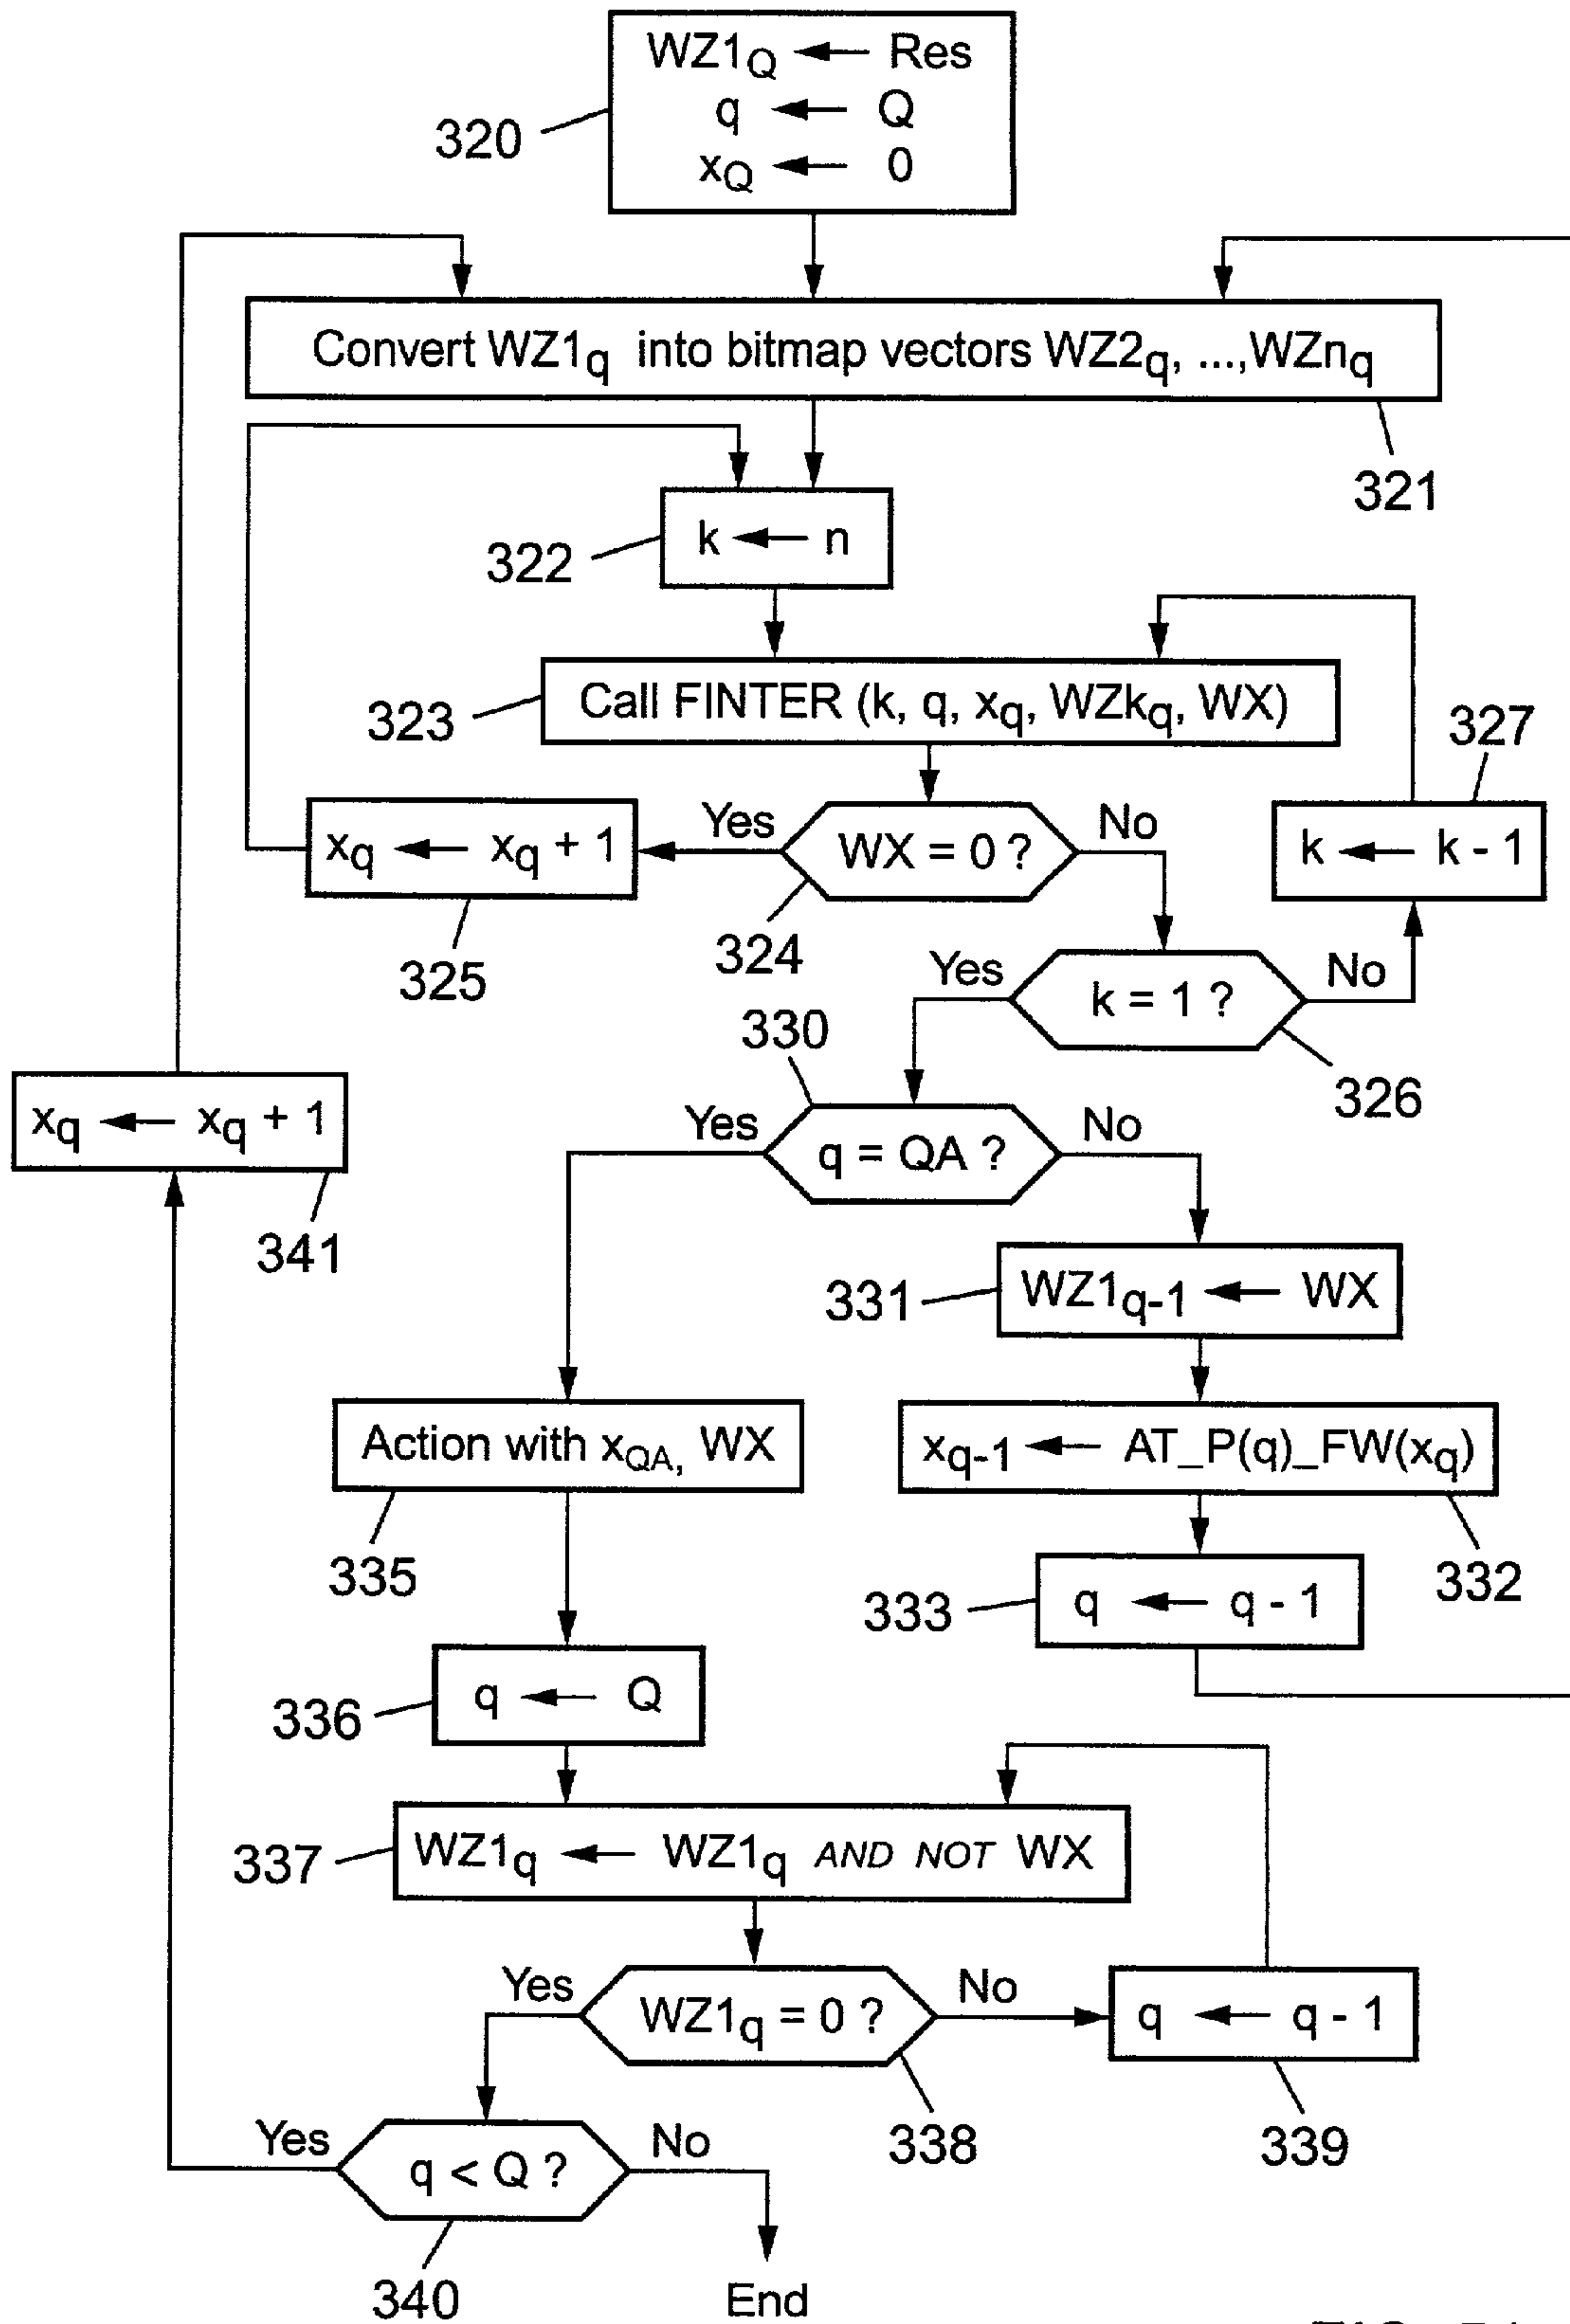 WZ1Q ← Res
q ← Q
xQ ← 0
320
Convert WZ1q into bitmap vectors WZ2q, ...,WZnq
321
k ← n
322
Call FINTER (k, q, xq, WZkq, WX)
323
327
xq ← xq + 1
Yes
WX = 0 ?
No
k ← k - 1
325
324
Yes
k = 1 ?
No
326
330
xq ← xq + 1
341
Yes
q = QA ?
No
331
WZ1q-1 ← WX
Action with xQA, WX
335
xq-1 ← AT_P(q)_FW(xq)
332
333
q ← q - 1
336
q ← Q
337
WZ1q ← WZ1q AND NOT WX
Yes
WZ1q = 0 ?
No
q ← q - 1
338
339
Yes
q < Q ?
No
340
End